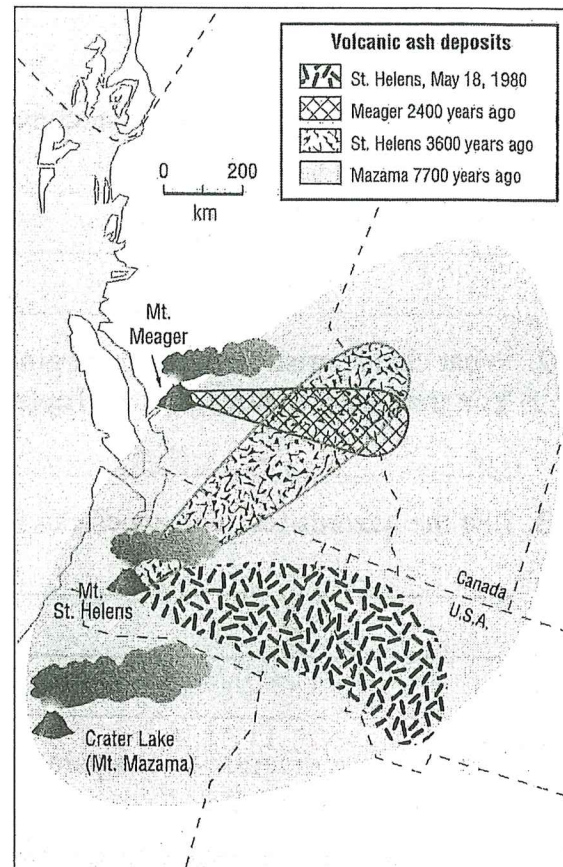 Volcanic ash deposits
St. Helens, May 18, 1980
Meager 2400 years ago
St. Helens 3600 years ago
Mazama 7700 years ago
0 200
km
Mt.
Meager
Canada
U.S.A.
Mt.
St. Helens
Crater Lake
(Mt. Mazama)